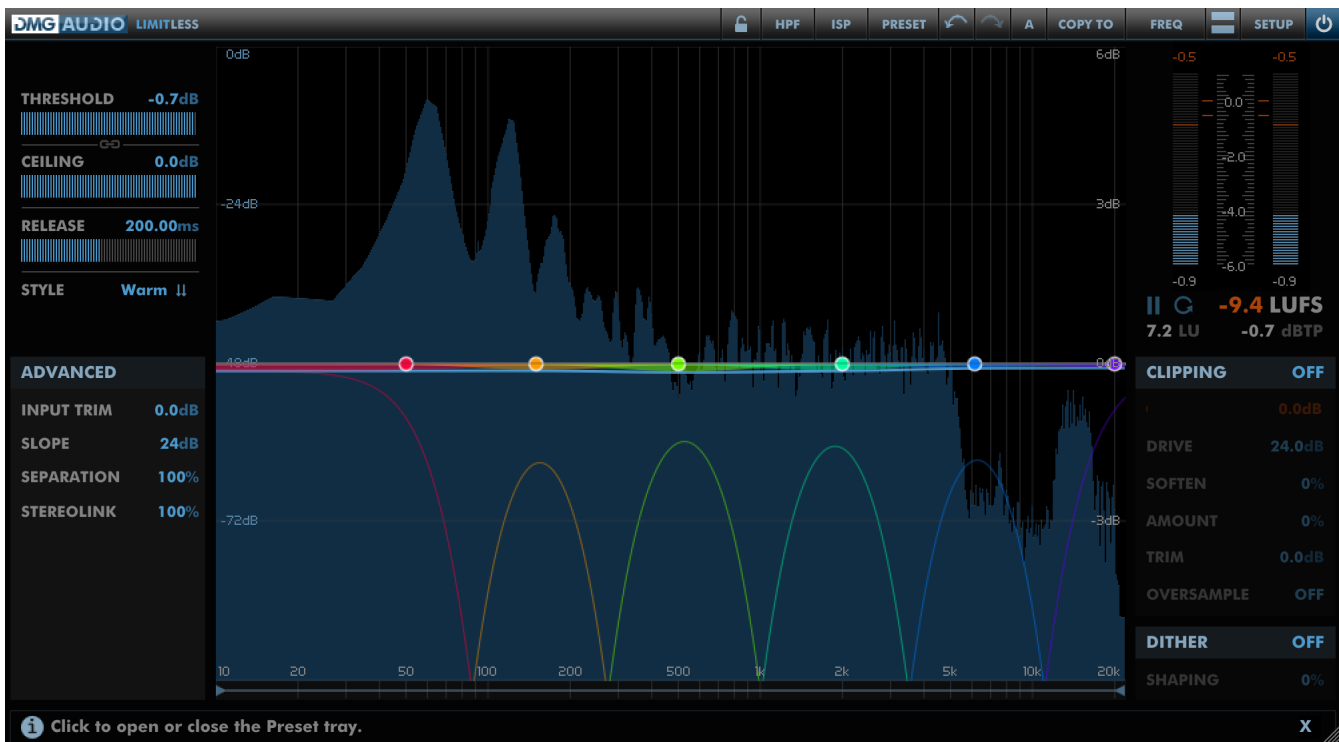 DMG AUDIO LIMITLESS HPF ISP PRESET A COPY TO FREQ SETUP
0dB 6dB -0.5 -0.5
THRESHOLD -0.7dB
0.0
CEILING 0.0dB
-2.0
-24dB 3dB
-4.0
RELEASE 200.00ms
-6.0
-0.9 -0.9
STYLE Warm
-9.4 LUFS
7.2 LU -0.7 dBTP
-48dB 0dB
ADVANCED
CLIPPING OFF
INPUT TRIM 0.0dB
0.0dB
SLOPE 24dB
DRIVE 24.0dB
SEPARATION 100%
SOFTEN 0%
STEREOLINK 100%
-72dB -3dB
AMOUNT 0%
TRIM 0.0dB
OVERSAMPLE OFF
DITHER OFF
10 20 50 100 200 500 1k 2k 5k 10k 20k
SHAPING 0%
i Click to open or close the Preset tray. X